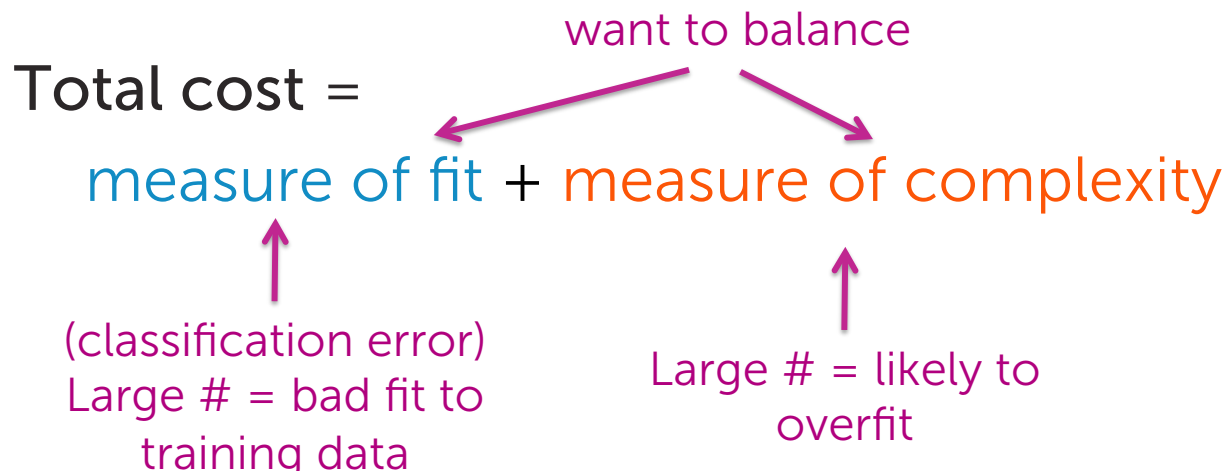 want to balance
Total cost =
measure of fit + measure of complexity
(classification error)
Large # = bad fit to
training data
Large # = likely to
overfit